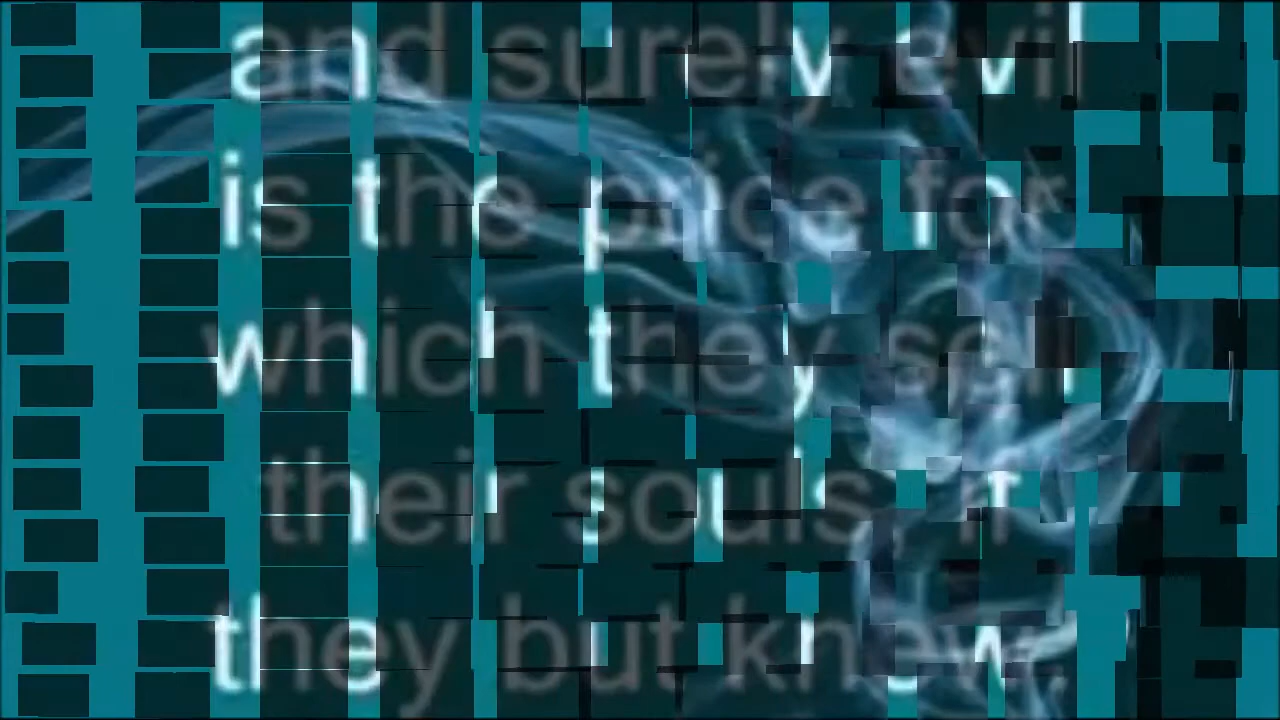 and surely evil
is the price for
which they sell
their souls, if
they but knew.